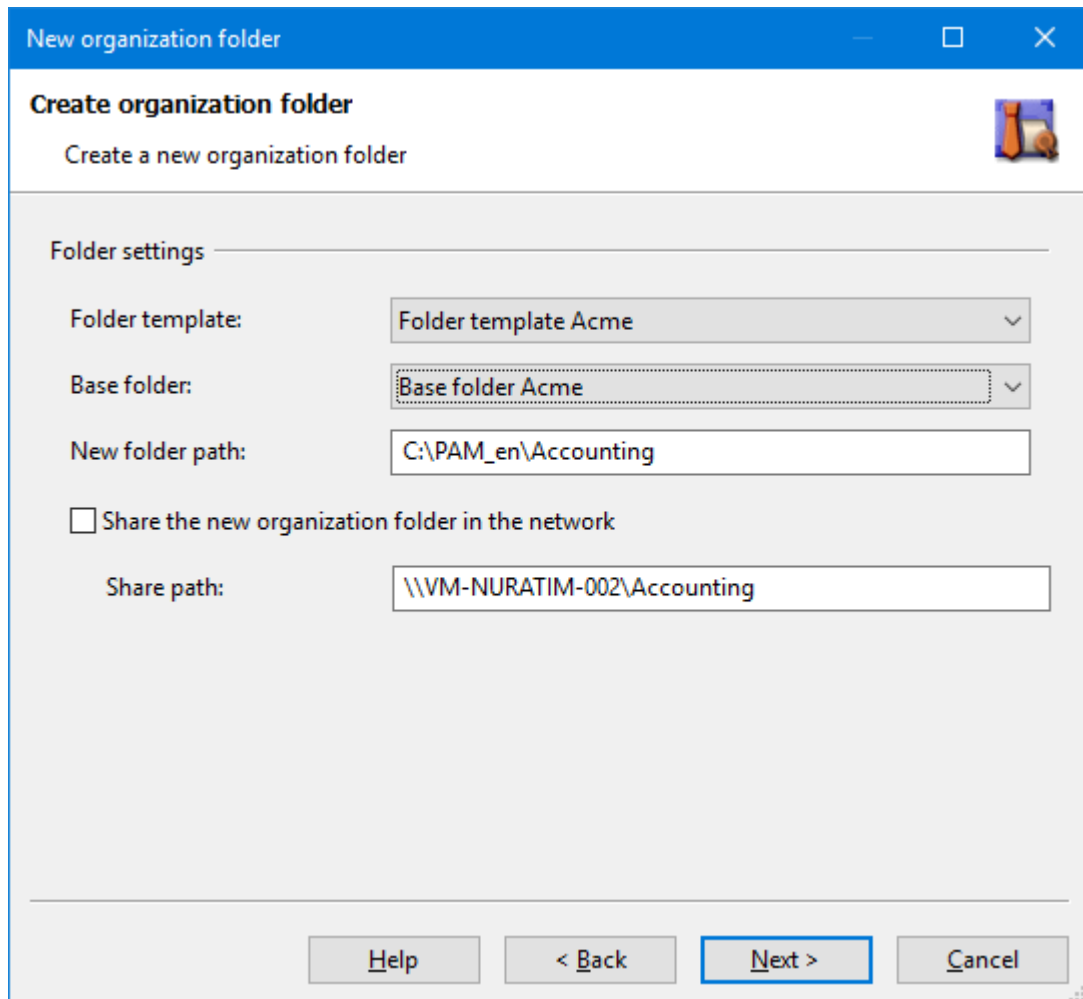 New organization folder
Create organization folder
Create a new organization folder
Folder settings
Folder template: Folder template Acme
Base folder: Base folder Acme
New folder path: C:\PAM_en\Accounting
Share the new organization folder in the network
Share path: \\VM-NURATIM-002\Accounting
Help < Back Next > Cancel